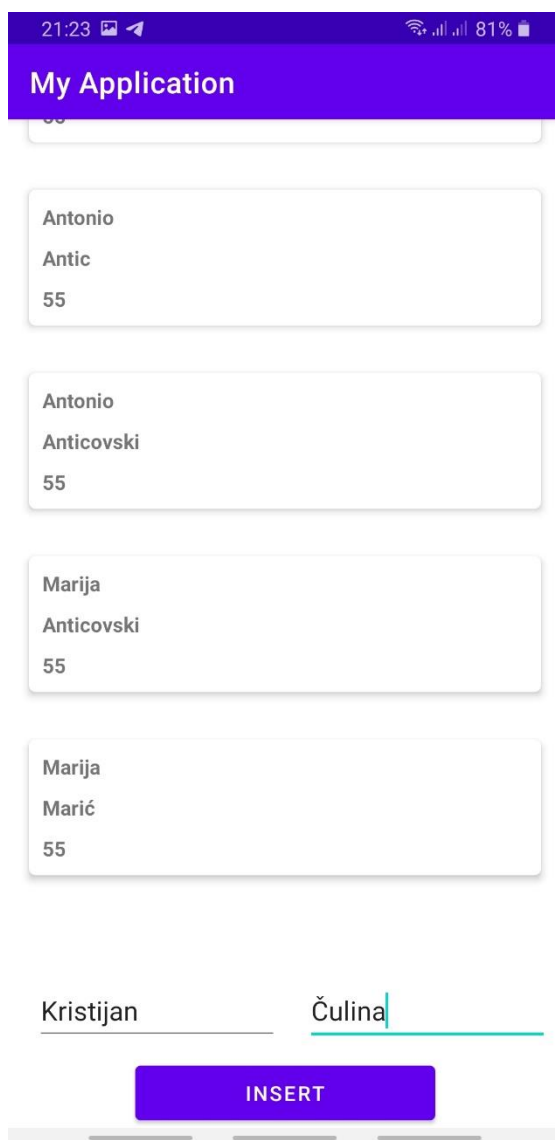 21:23 81%
My Application
Antonio
Antic
55
Antonio
Anticovski
55
Marija
Anticovski
55
Marija
Marić
55
Kristijan Čulina
INSERT